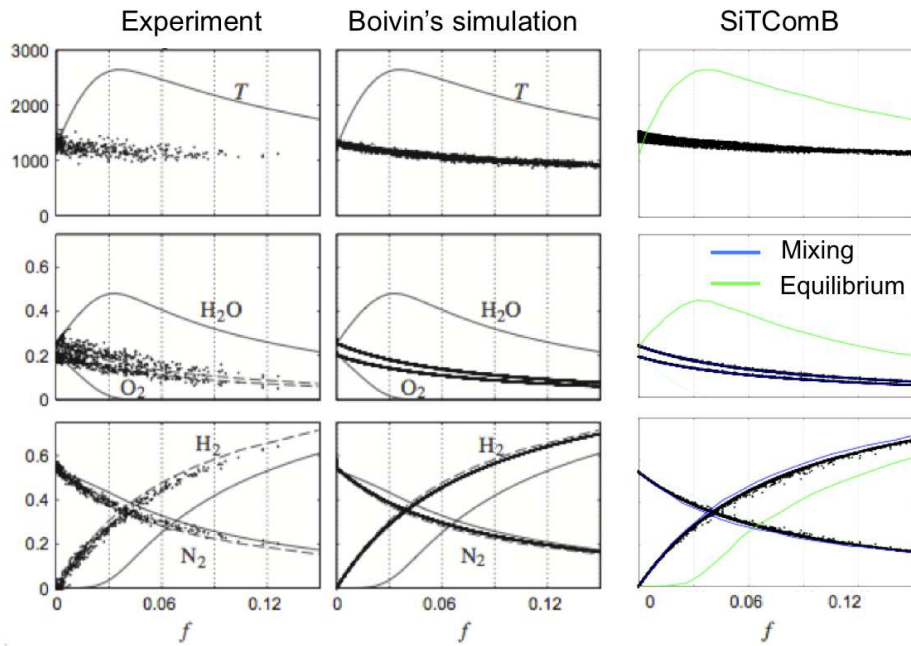 Experiment Boivin's simulation SiTComB
3000
T T
2000
1000
0
0.6
Mixing
H2O H2O Equilibrium
0.4
0.2
O2 O2
0
H2 H2
0.6
0.4
0.2
N2 N2
0
0 0.06 0.12 0 0.06 0.12 0 0.06 0.12
f f f